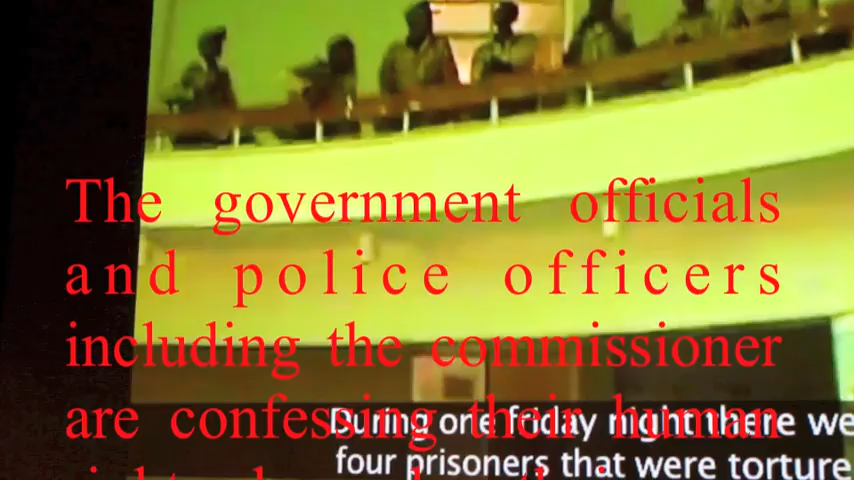 The government officials
and police officers
including the commissioner
are confessing their human
During one friday night there we
four prisoners that were torture